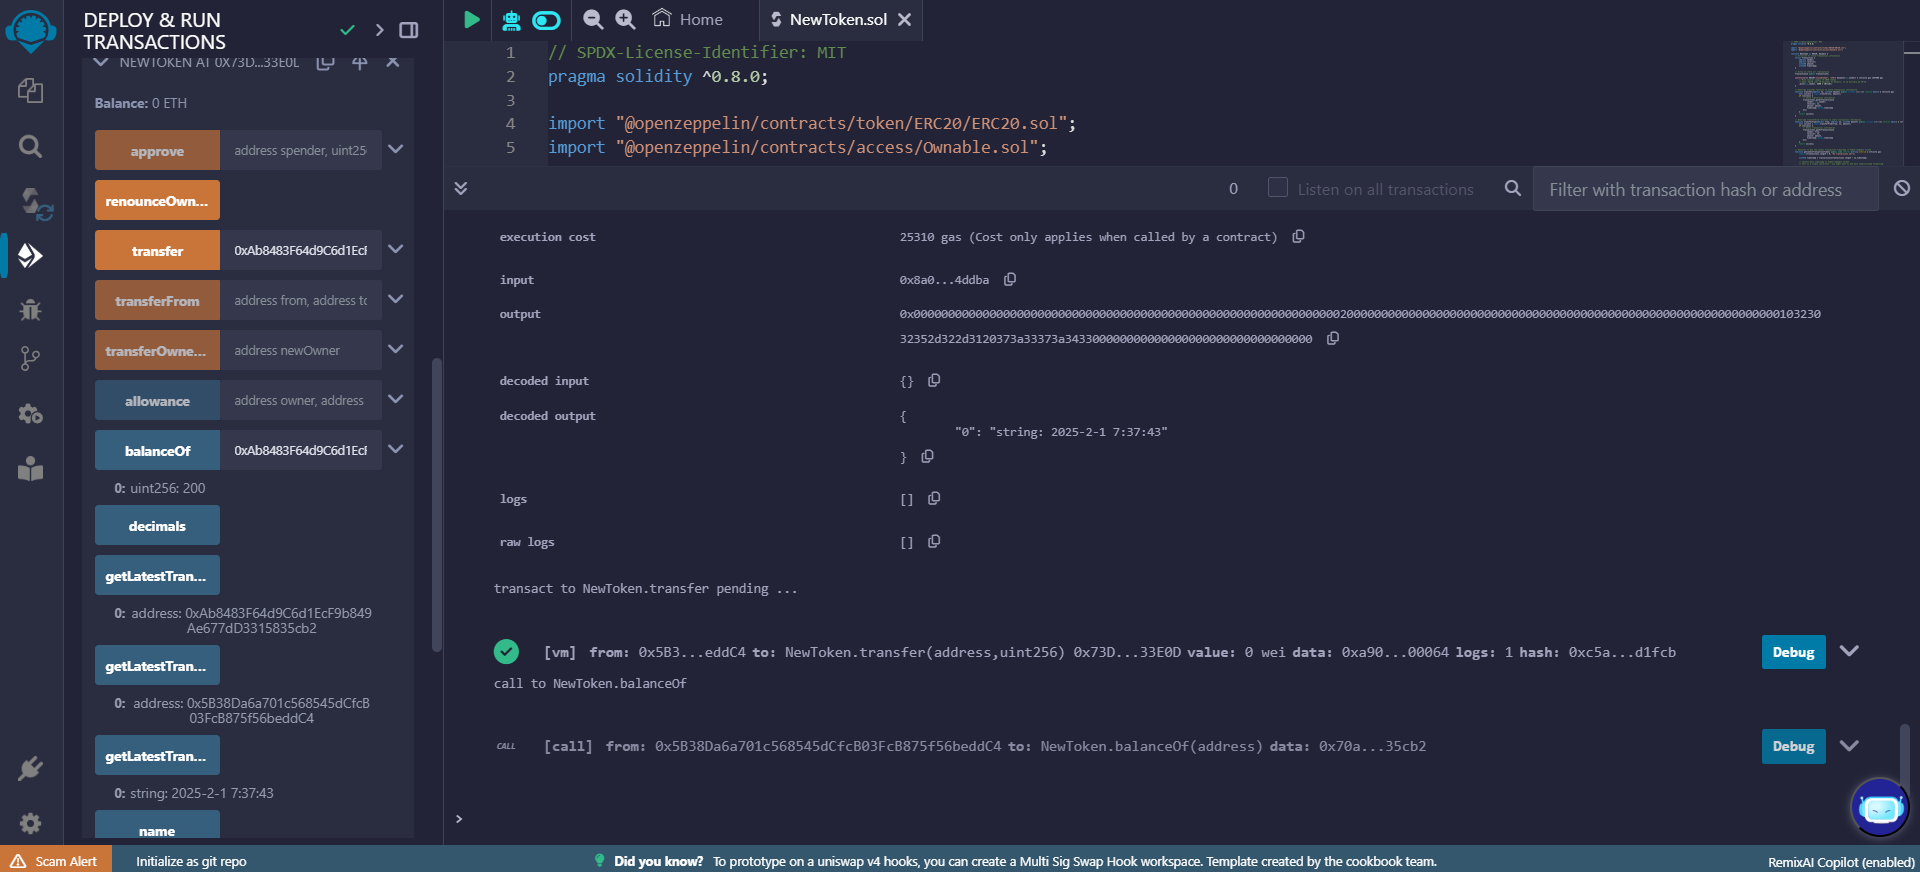 DEPLOY & RUN
TRANSACTIONS
NEWTOKEN AT 0X73D...33E0D
Balance: 0 ETH
approve
address spender, uint25
renounceOwn...
transfer
0xAb8483F64d9C6d1EcF
transferFrom
address from, address to
transferOwne...
address newOwner
allowance
address owner, address
balanceOf
0xAb8483F64d9C6d1EcF
0: uint256: 200
decimals
getLatestTran...
0: address: 0xAb8483F64d9C6d1EcF9b849
Ae677dD3315835cb2
getLatestTran...
0: address: 0x5B38Da6a701c568545dCfcB
03FcB875f56beddC4
getLatestTran...
0: string: 2025-2-1 7:37:43
name
Home
NewToken.sol
1 // SPDX-License-Identifier: MIT
2 pragma solidity ^0.8.0;
3
4 import "@openzeppelin/contracts/token/ERC20/ERC20.sol";
5 import "@openzeppelin/contracts/access/Ownable.sol";
0
Listen on all transactions
Filter with transaction hash or address
execution cost
25310 gas (Cost only applies when called by a contract)
input
0x8a0...4ddba
output
decoded input
{}
decoded output
{
"0": "string: 2025-2-1 7:37:43"
}
logs
[]
raw logs
[]
transact to NewToken.transfer pending ...
[vm] from: 0x5B3...eddC4 to: NewToken.transfer(address,uint256) 0x73D...33E0D value: 0 wei data: 0xa90...00064 logs: 1 hash: 0xc5a...d1fcb
Debug
call to NewToken.balanceOf
CALL
[call] from: 0x5B38Da6a701c568545dCfcB03FcB875f56beddC4 to: NewToken.balanceOf(address) data: 0x70a...35cb2
Debug
>
Scam Alert
Initialize as git repo
Did you know? To prototype on a uniswap v4 hooks, you can create a Multi Sig Swap Hook workspace. Template created by the cookbook team.
RemixAI Copilot (enabled)